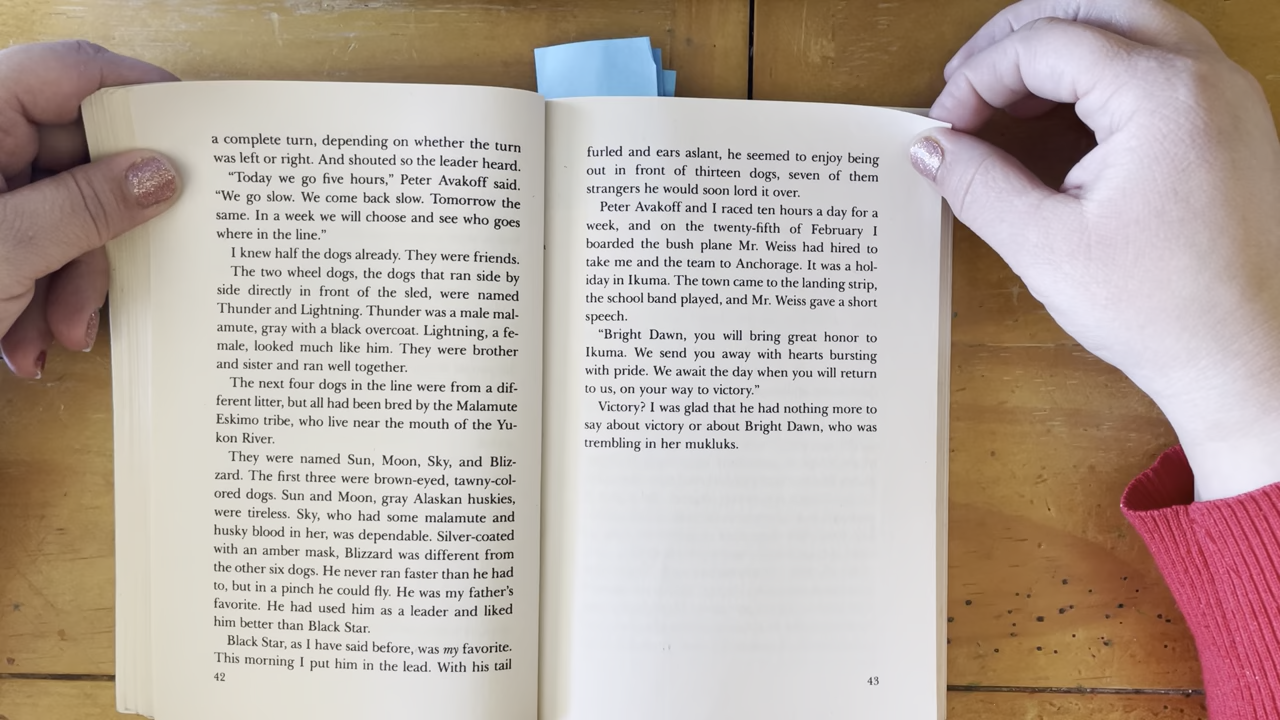 a complete turn, depending on whether the turn
was left or right. And shouted so the leader heard.
“Today we go five hours,” Peter Avakoff said.
“We go slow. We come back slow. Tomorrow the
same. In a week we will choose and see who goes
where in the line.”
I knew half the dogs already. They were friends.
The two wheel dogs, the dogs that ran side by
side directly in front of the sled, were named
Thunder and Lightning. Thunder was a male mal-
amute, gray with a black overcoat. Lightning, a fe-
male, looked much like him. They were brother
and sister and ran well together.
The next four dogs in the line were from a dif-
ferent litter, but all had been bred by the Malamute
Eskimo tribe, who live near the mouth of the Yu-
kon River.
They were named Sun, Moon, Sky, and Bliz-
zard. The first three were brown-eyed, tawny-col-
ored dogs. Sun and Moon, gray Alaskan huskies,
were tireless. Sky, who had some malamute and
husky blood in her, was dependable. Silver-coated
with an amber mask, Blizzard was different from
the other six dogs. He never ran faster than he had
to, but in a pinch he could fly. He was my father’s
favorite. He had used him as a leader and liked
him better than Black Star.
Black Star, as I have said before, was my favorite.
This morning I put him in the lead. With his tail
42
furled and ears aslant, he seemed to enjoy being
out in front of thirteen dogs, seven of them
strangers he would soon lord it over.
Peter Avakoff and I raced ten hours a day for a
week, and on the twenty-fifth of February I
boarded the bush plane Mr. Weiss had hired to
take me and the team to Anchorage. It was a hol-
iday in Ikuma. The town came to the landing strip,
the school band played, and Mr. Weiss gave a short
speech.
“Bright Dawn, you will bring great honor to
Ikuma. We send you away with hearts bursting
with pride. We await the day when you will return
to us, on your way to victory.”
Victory? I was glad that he had nothing more to
say about victory or about Bright Dawn, who was
trembling in her mukluks.
43